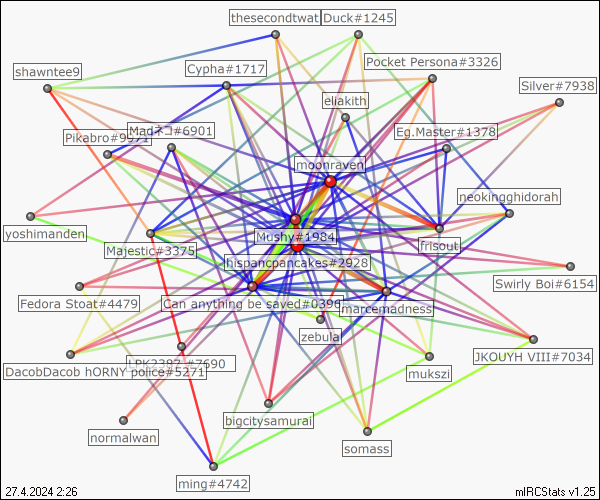 thesecondtwat
Duck#1245
shawntee9
Cypha#1717
Pocket Persona#3326
Silver#7938
eliakith
Pikabro#9971
Madネコ#6901
Eg.Master#1378
moonraven
neokingghidorah
yoshimanden
Mushy#1984
frisout
Majestic#3375
hispancpancakes#2928
Swirly Boi#6154
Fedora Stoat#4479
Can anything be saved#0396
marcemadness
zebula
JKOUYH VIII#7034
#7690
DacobDacob hORNY police#5271
mukszi
bigcitysamurai
normalwan
somass
ming#4742
27.4.2024 2:26
mIRCStats v1.25